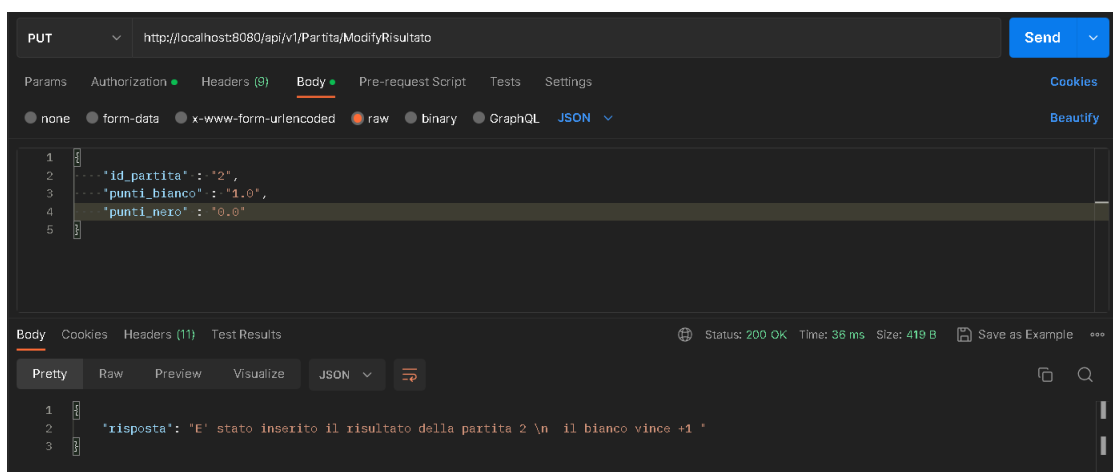 PUT http://localhost:8080/api/v1/Partita/ModifyRisultato Send
Params Authorization Headers (9) Body Pre-request Script Tests Settings Cookies
none form-data x-www-form-urlencoded raw binary GraphQL JSON Beautify
1 {
2 "id_partita" : "2",
3 "punti_bianco" : "1.0",
4 "punti_nero" : "0.0"
5 }
Body Cookies Headers (11) Test Results Status: 200 OK Time: 36 ms Size: 419 B Save as Example
Pretty Raw Preview Visualize JSON
1 {
2 "risposta": "E' stato inserito il risultato della partita 2 \n  il bianco vince +1 "
3 }